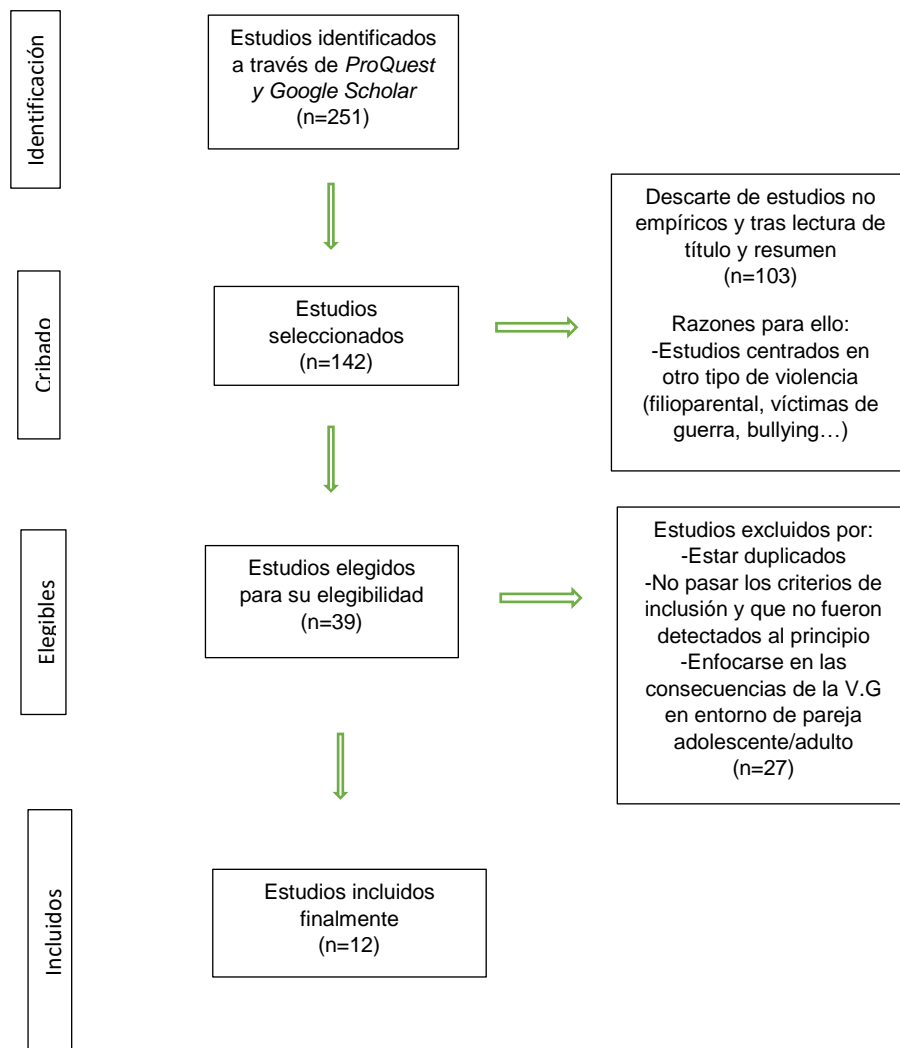 Identificación
Estudios identificados
a través de ProQuest
y Google Scholar
(n=251)
Descarte de estudios no
empíricos y tras lectura de
título y resumen
(n=103)
Razones para ello:
-Estudios centrados en
otro tipo de violencia
(filioparental, víctimas de
guerra, bullying…)
Cribado
Estudios
seleccionados
(n=142)
Elegibles
Estudios elegidos
para su elegibilidad
(n=39)
Estudios excluidos por:
-Estar duplicados
-No pasar los criterios de
inclusión y que no fueron
detectados al principio
-Enfocarse en las
consecuencias de la V.G
en entorno de pareja
adolescente/adulto
(n=27)
Incluidos
Estudios incluidos
finalmente
(n=12)